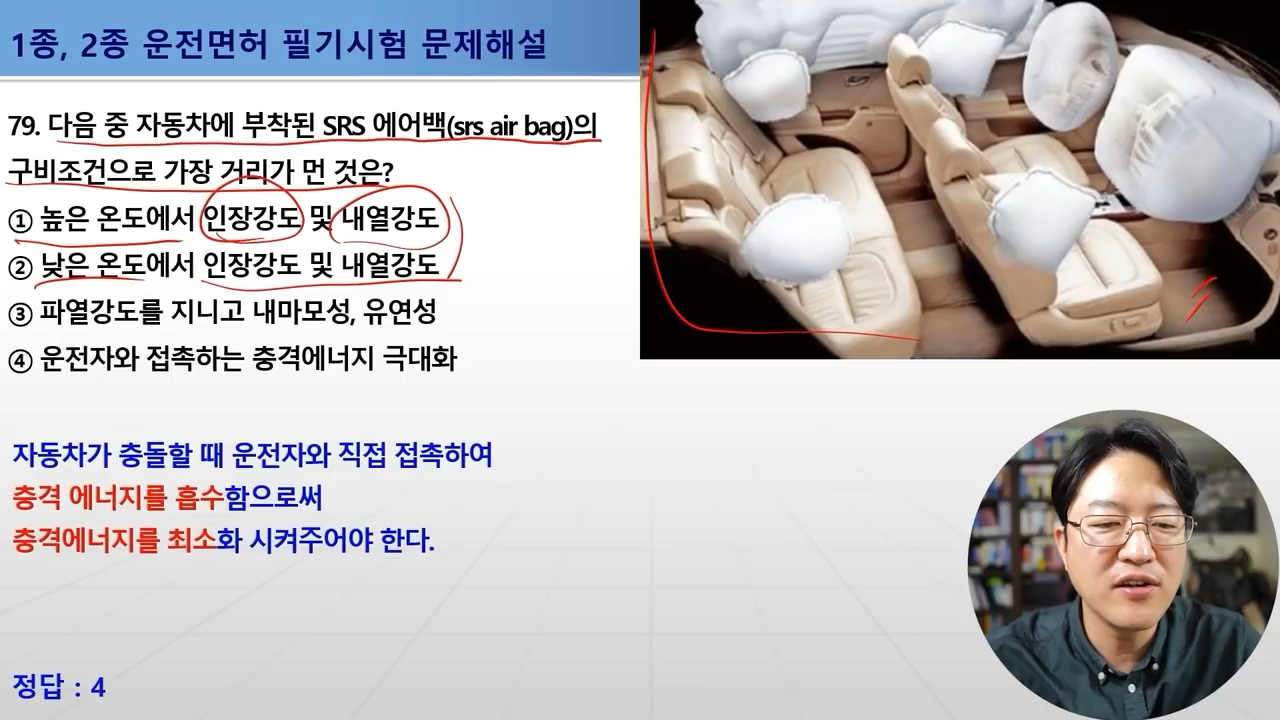 1종, 2종 운전면허 필기시험 문제해설
79. 다음 중 자동차에 부착된 SRS 에어백(srs air bag)의
구비조건으로 가장 거리가 먼 것은?
① 높은 온도에서 인장강도 및 내열강도
② 낮은 온도에서 인장강도 및 내열강도
③ 파열강도를 지니고 내마모성, 유연성
④ 운전자와 접촉하는 충격에너지 극대화
자동차가 충돌할 때 운전자와 직접 접촉하여
충격 에너지를 흡수함으로써
충격에너지를 최소화 시켜주어야 한다.
정답 : 4